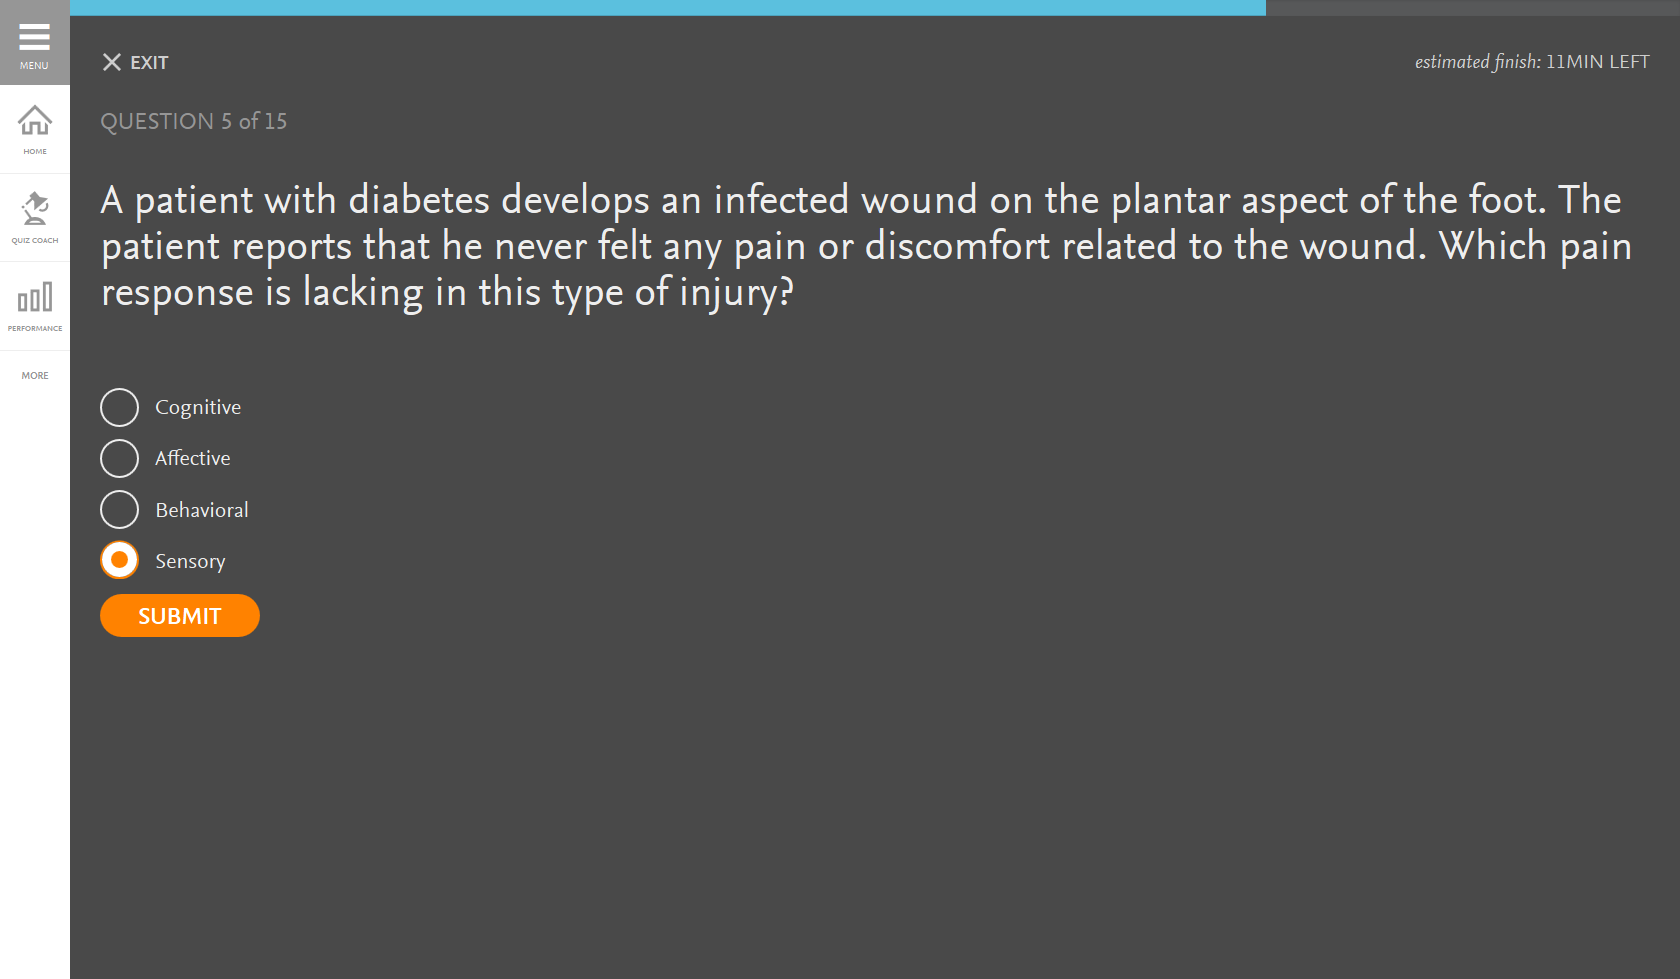 MENU
HOME
QUIZ COACH
PERFORMANCE
MORE
EXIT
estimated finish: 11MIN LEFT
QUESTION 5 of 15
A patient with diabetes develops an infected wound on the plantar aspect of the foot. The
patient reports that he never felt any pain or discomfort related to the wound. Which pain
response is lacking in this type of injury?
Cognitive
Affective
Behavioral
Sensory
SUBMIT